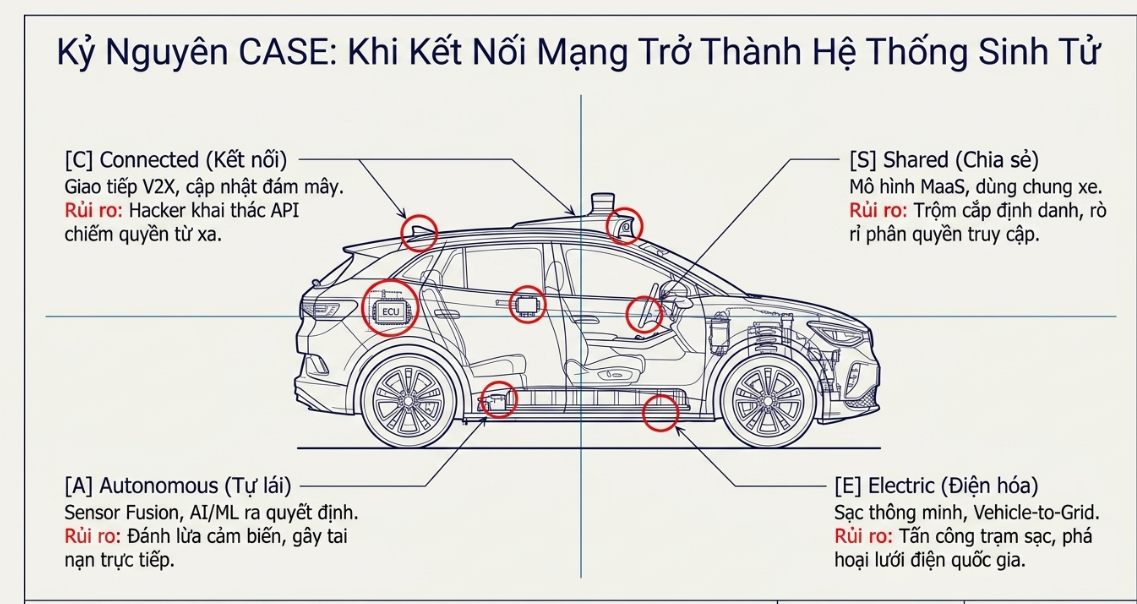 Kỷ Nguyên CASE: Khi Kết Nối Mạng Trở Thành Hệ Thống Sinh Tử
[C] Connected (Kết nối)
Giao tiếp V2X, cập nhật đám mây.
Rủi ro: Hacker khai thác API
chiếm quyền từ xa.
[S] Shared (Chia sẻ)
Mô hình MaaS, dùng chung xe.
Rủi ro: Trộm cắp định danh, rò
rỉ phân quyền truy cập.
ECU
[A] Autonomous (Tự lái)
Sensor Fusion, AI/ML ra quyết định.
Rủi ro: Đánh lừa cảm biến, gây tai
nạn trực tiếp.
[E] Electric (Điện hóa)
Sạc thông minh, Vehicle-to-Grid.
Rủi ro: Tấn công trạm sạc, phá
hoại lưới điện quốc gia.